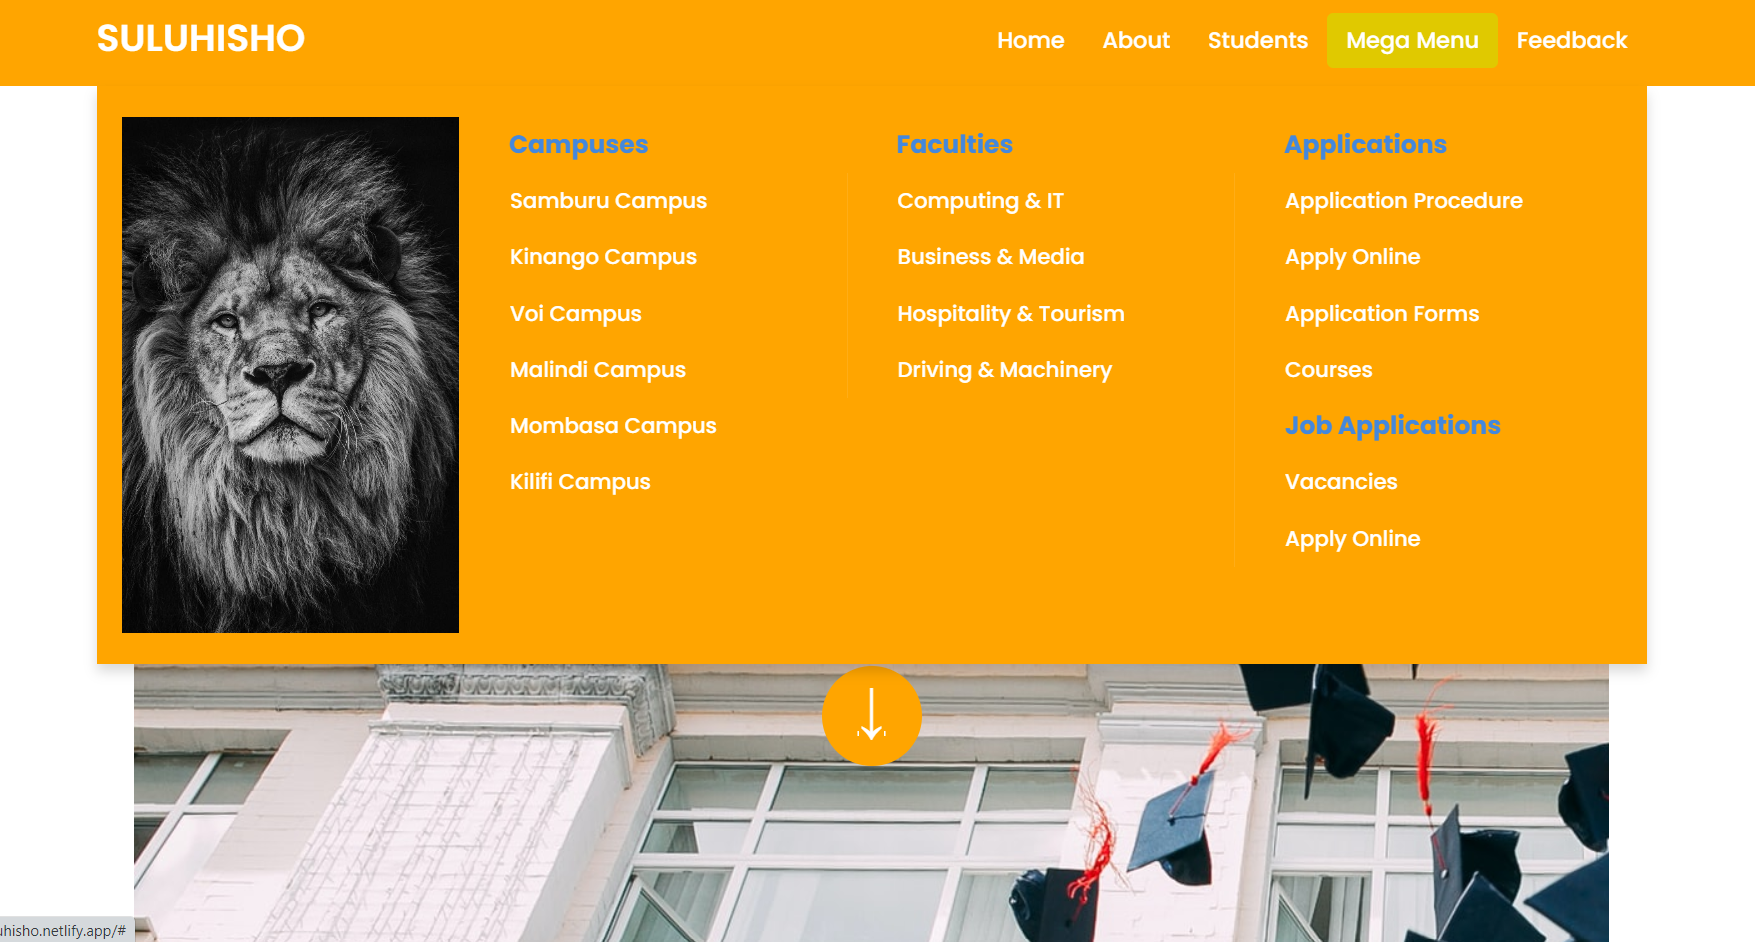 SULUHISHO
Home
About
Students
Mega Menu
Feedback
Campuses
Samburu Campus
Kinango Campus
Voi Campus
Malindi Campus
Mombasa Campus
Kilifi Campus
Faculties
Computing & IT
Business & Media
Hospitality & Tourism
Driving & Machinery
Applications
Application Procedure
Apply Online
Application Forms
Courses
Job Applications
Vacancies
Apply Online
uhisho.netlify.app/#